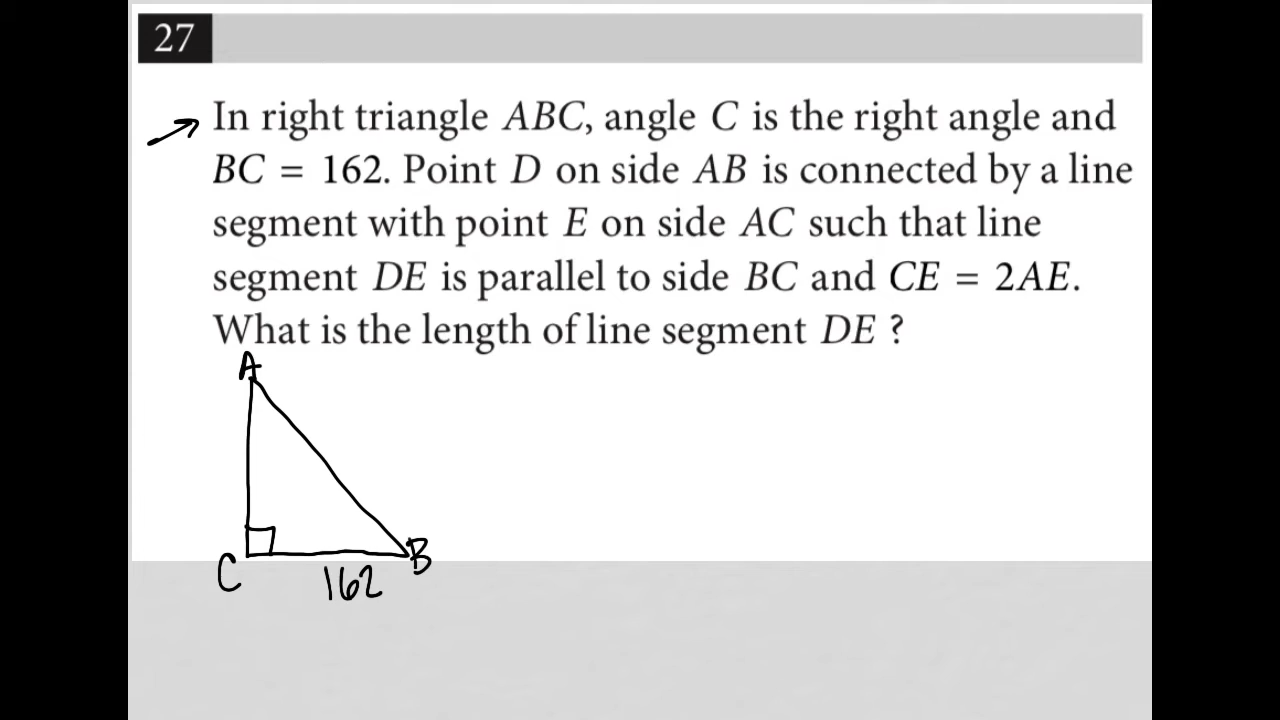 27
In right triangle ABC, angle C is the right angle and
BC = 162. Point D on side AB is connected by a line
segment with point E on side AC such that line
segment DE is parallel to side BC and CE = 2AE.
What is the length of line segment DE ?
A
C
B
162